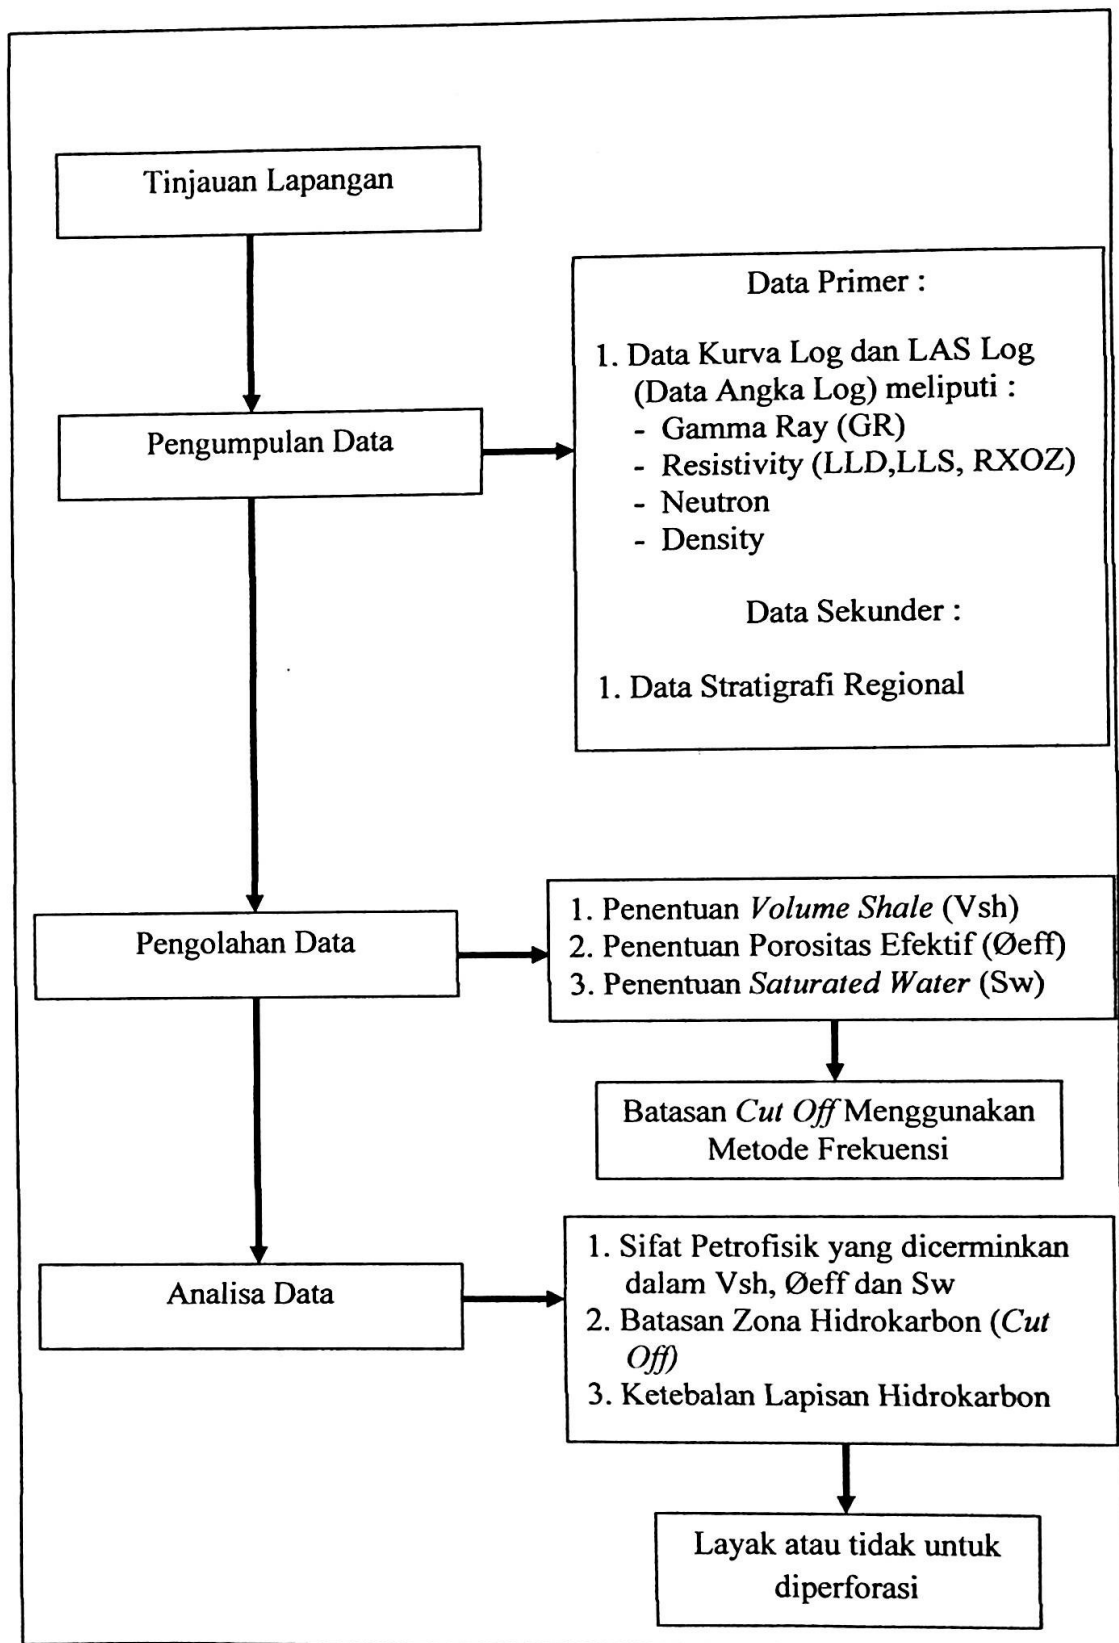 Tinjauan Lapangan
Pengumpulan Data
Data Primer :
1. Data Kurva Log dan LAS Log
(Data Angka Log) meliputi :
- Gamma Ray (GR)
- Resistivity (LLD,LLS, RXOZ)
- Neutron
- Density
Data Sekunder :
1. Data Stratigrafi Regional
Pengolahan Data
1. Penentuan Volume Shale (Vsh)
2. Penentuan Porositas Efektif (Øeff)
3. Penentuan Saturated Water (Sw)
Batasan Cut Off Menggunakan
Metode Frekuensi
Analisa Data
1. Sifat Petrofisik yang dicerminkan
dalam Vsh, Øeff dan Sw
2. Batasan Zona Hidrokarbon (Cut
Off)
3. Ketebalan Lapisan Hidrokarbon
Layak atau tidak untuk
diperforasi